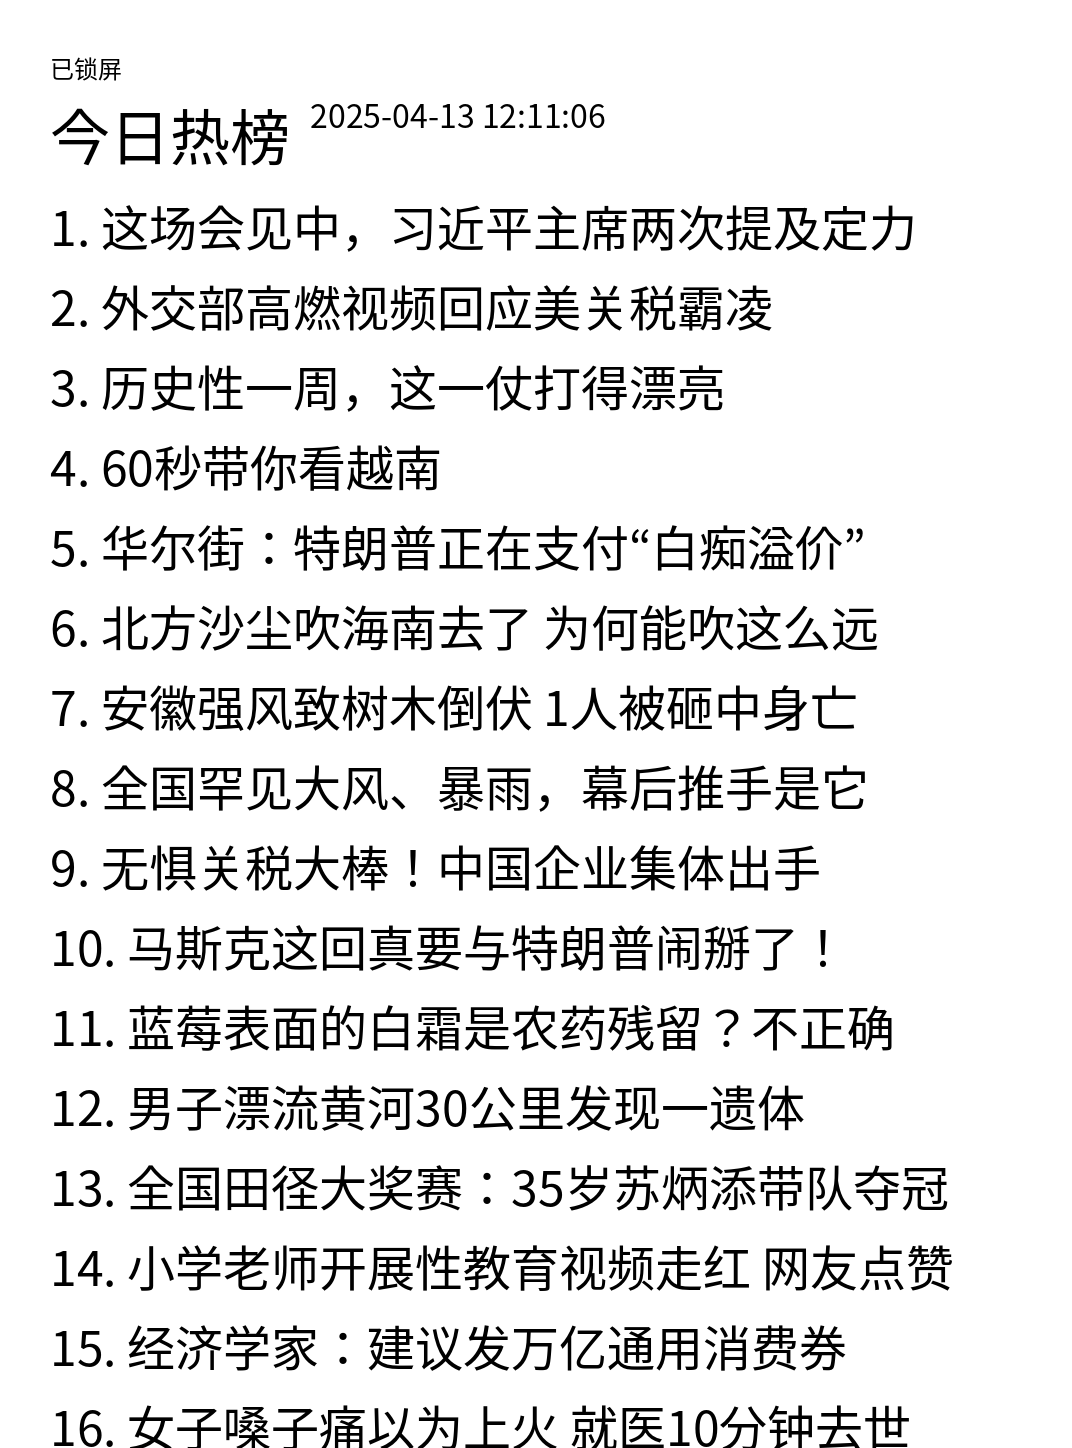 已锁屏
今日热榜 2025-04-13 12:11:06
1. 这场会见中，习近平主席两次提及定力
2. 外交部高燃视频回应美关税霸凌
3. 历史性一周，这一仗打得漂亮
4. 60秒带你看越南
5. 华尔街：特朗普正在支付“白痴溢价”
6. 北方沙尘吹海南去了 为何能吹这么远
7. 安徽强风致树木倒伏 1人被砸中身亡
8. 全国罕见大风、暴雨，幕后推手是它
9. 无惧关税大棒！中国企业集体出手
10. 马斯克这回真要与特朗普闹掰了！
11. 蓝莓表面的白霜是农药残留？不正确
12. 男子漂流黄河30公里发现一遗体
13. 全国田径大奖赛：35岁苏炳添带队夺冠
14. 小学老师开展性教育视频走红 网友点赞
15. 经济学家：建议发万亿通用消费券
16. 女子嗓子痛以为上火 就医10分钟去世